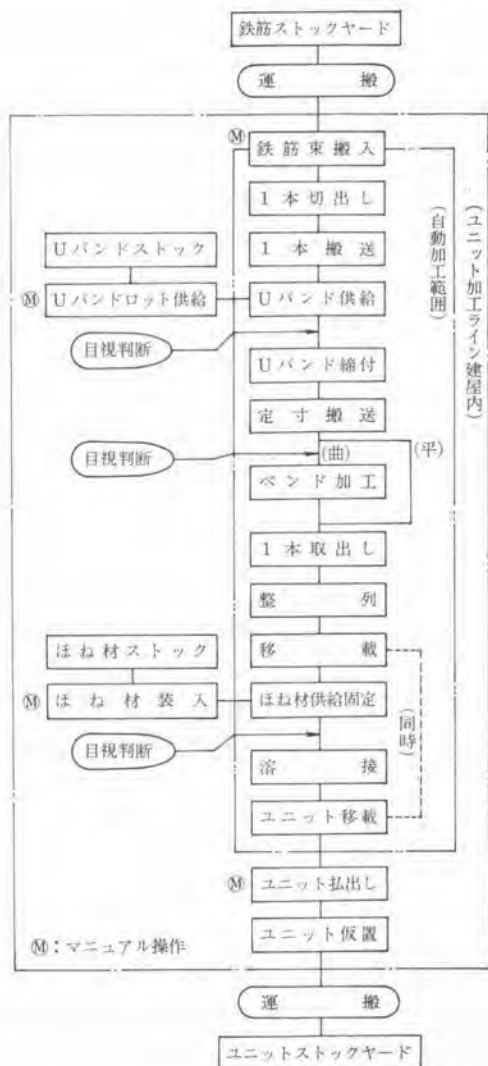 鉄筋ストックヤード
運搬
Ⓜ 鉄筋束搬入
1本切出し
Uバンドストック
1本搬送
Ⓜ Uバンドロット供給
Uバンド供給
目視判断
Uバンド締付
定寸搬送
目視判断
(曲)
(平)
ベンド加工
1本取出し
整列
ほね材ストック
移載
Ⓜ ほね材装入
ほね材供給固定
(同時)
目視判断
溶接
ユニット移載
(自動加工範囲)
(ユニット加工ライン建屋内)
Ⓜ ユニット払出し
ユニット仮置
Ⓜ：マニュアル操作
運搬
ユニットストックヤード